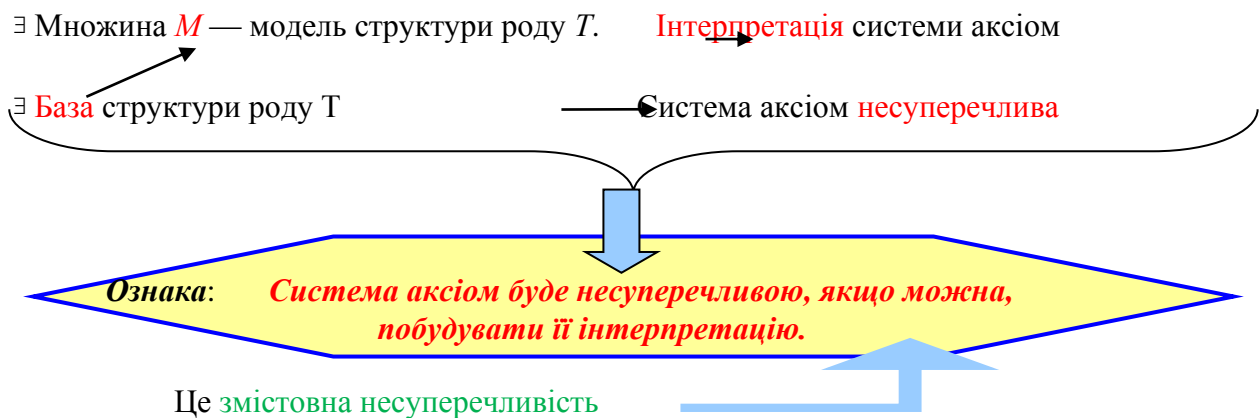 ∃ Множина M — модель структури роду T. Інтерпретація системи аксіом
∃ База структури роду Т Система аксіом несуперечлива
Ознака: Система аксіом буде несуперечливою, якщо можна,
побудувати її інтерпретацію.
Це змістовна несуперечливість